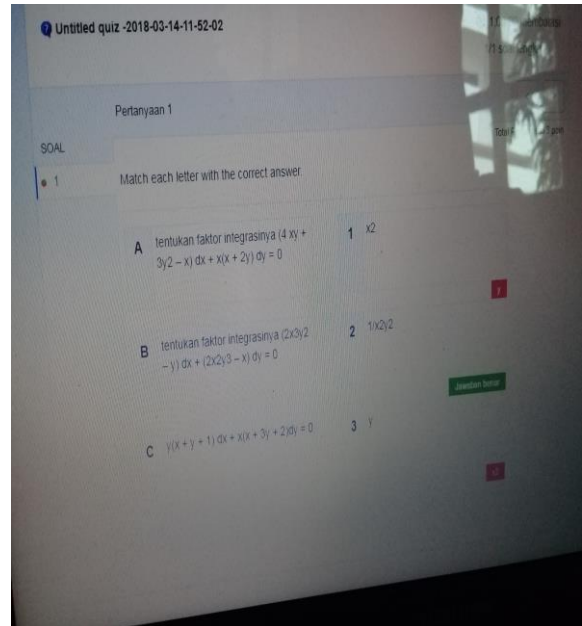 Untitled quiz -2018-03-14-11-52-02
Pertanyaan 1
SOAL
1
Match each letter with the correct answer.
A tentukan faktor integrasinya (4 xy +
3y2 – x) dx + x(x + 2y) dy = 0
1 x2
y
B tentukan faktor integrasinya (2x3y2
– y) dx + (2x2y3 – x) dy = 0
2 1/x2y2
Jawaban benar
C y(x + y + 1) dx + x(x + 3y + 2)dy = 0
3 y
x2